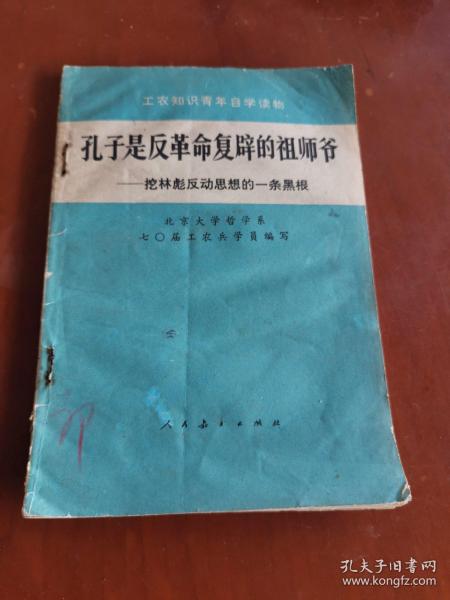 工农知识青年自学读物
孔子是反革命复辟的祖师爷
——挖林彪反动思想的一条黑根
北京大学哲学系
七〇届工农兵学員编写
人民教育出版社
孔夫子旧书网
www.kongfz.com